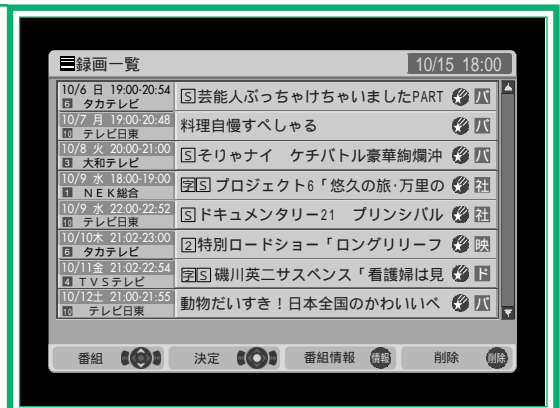 録画一覧 10/15 18:00
10/6 日 19:00-20:54
6 タカテレビ
S芸能人ぶっちゃけちゃいましたPART バ
10/7 月 19:00-20:48
10 テレビ日東
料理自慢すぺしゃる バ
10/8 火 20:00-21:00
3 大和テレビ
Sそりゃナイ ケチバトル豪華絢爛沖 バ
10/9 水 18:00-19:00
1 NEK総合
字S プロジェクト6「悠久の旅・万里の 社
10/9 水 22:00-22:52
10 テレビ日東
Sドキュメンタリー21 プリンシバル 社
10/10木 21:02-23:00
6 タカテレビ
2特別ロードショー「ロングリリーフ 映
10/11金 21:02-22:54
4 TVSテレビ
字S磯川英二サスペンス「看護婦は見 ド
10/12土 21:00-21:55
10 テレビ日東
動物だいすき!日本全国のかわいいペ バ
番組 決定 番組情報 情報 削除 削除